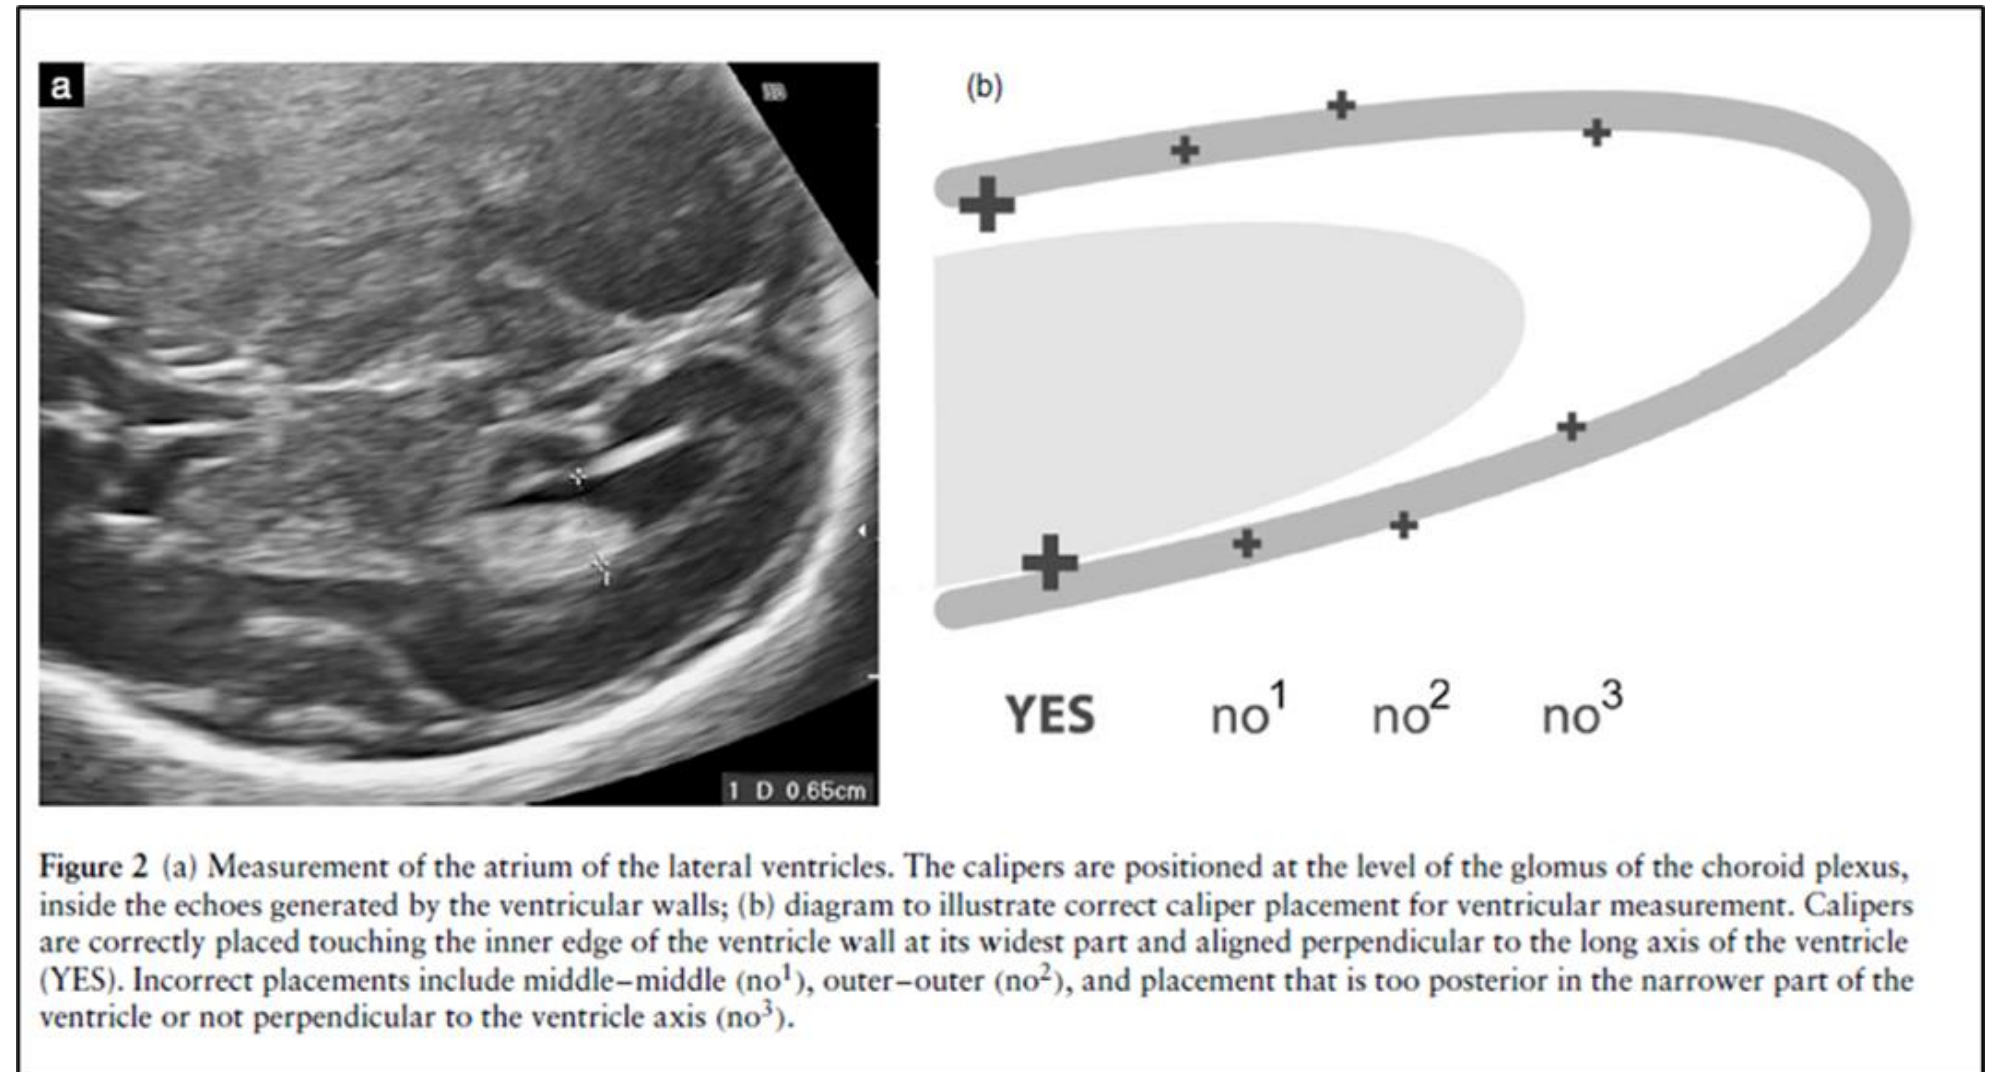 a
(b)
1 D 0.65cm
YES no¹ no² no³
Figure 2 (a) Measurement of the atrium of the lateral ventricles. The calipers are positioned at the level of the glomus of the choroid plexus,
inside the echoes generated by the ventricular walls; (b) diagram to illustrate correct caliper placement for ventricular measurement. Calipers
are correctly placed touching the inner edge of the ventricle wall at its widest part and aligned perpendicular to the long axis of the ventricle
(YES). Incorrect placements include middle–middle (no¹), outer–outer (no²), and placement that is too posterior in the narrower part of the
ventricle or not perpendicular to the ventricle axis (no³).